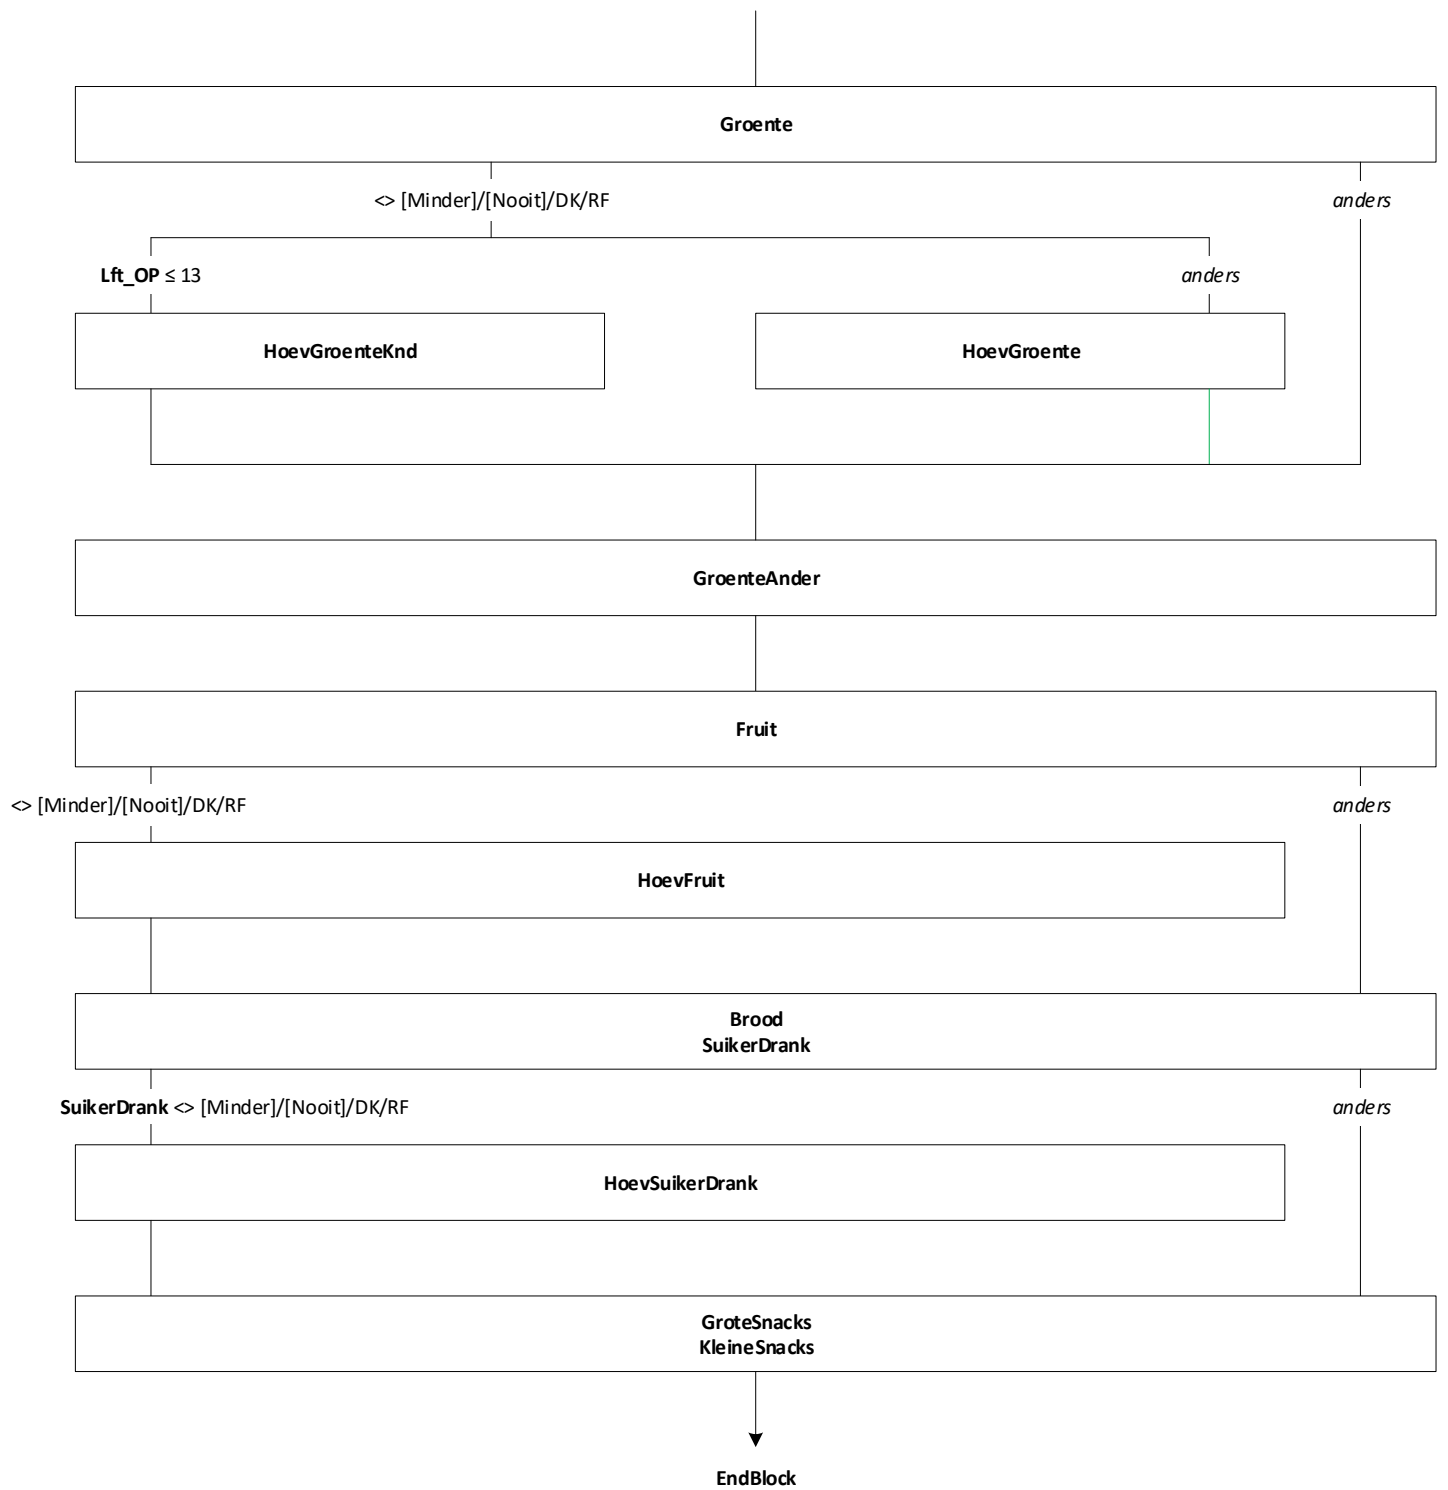 Groente
<> [Minder]/[Nooit]/DK/RF
anders
Lft_OP ≤ 13
anders
HoevGroenteKnd
HoevGroente
GroenteAnder
Fruit
<> [Minder]/[Nooit]/DK/RF
anders
HoevFruit
Brood
SuikerDrank
SuikerDrank <> [Minder]/[Nooit]/DK/RF
anders
HoevSuikerDrank
GroteSnacks
KleineSnacks
EndBlock